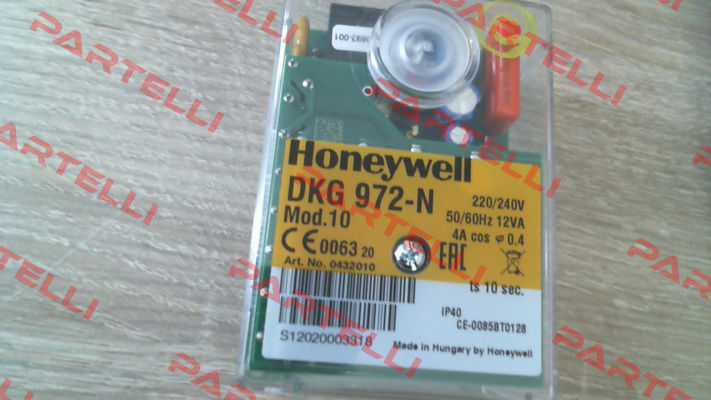 0893-001
Honeywell
DKG 972-N
Mod.10
220/240V
50/60Hz 12VA
4A cos φ 0.4
CE 0063 20
EAC
Art. No. 0432010
ts 10 sec.
IP40
CE-0085BT0128
S12020003318
Made in Hungary by Honeywell
PARTELLI
PARTELLI
PARTELLI
PARTELLI
PARTELLI
PARTELLI
PARTELLI
PARTELLI